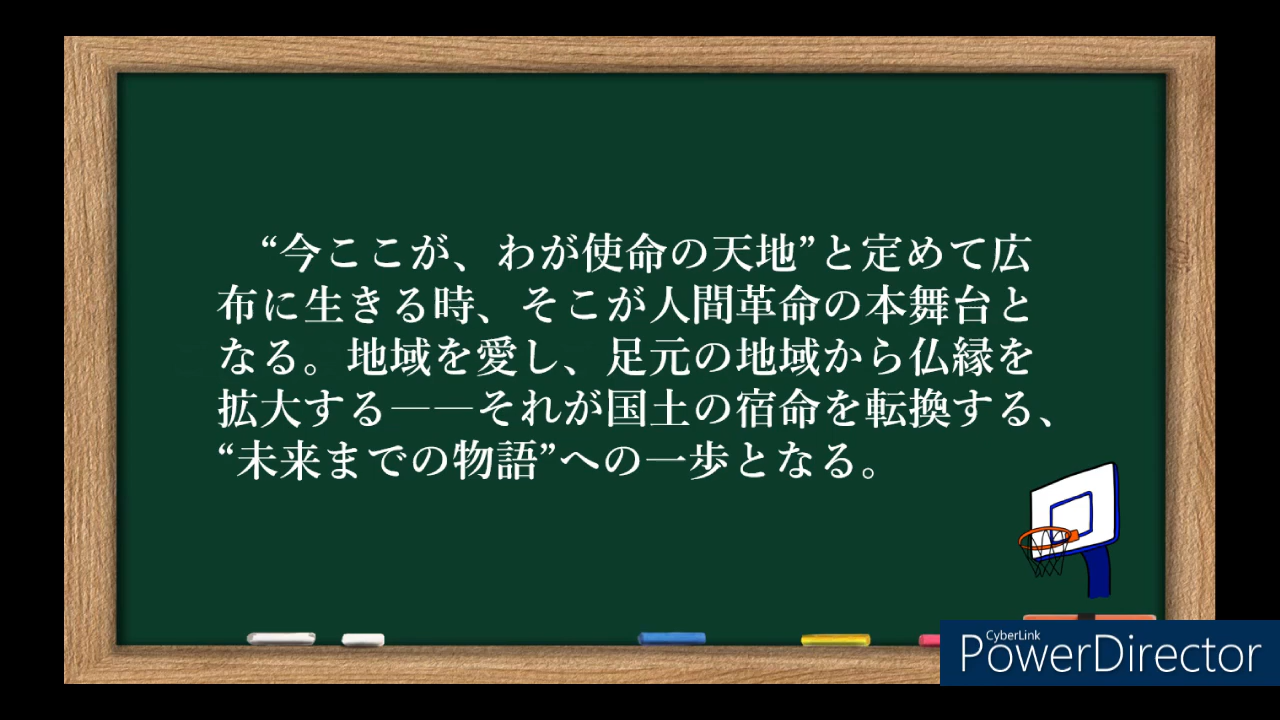 “今ここが、わが使命の天地”と定めて広
布に生きる時、そこが人間革命の本舞台と
なる。地域を愛し、足元の地域から仏縁を
拡大する――それが国土の宿命を転換する、
“未来までの物語”への一歩となる。
CyberLink
PowerDirector